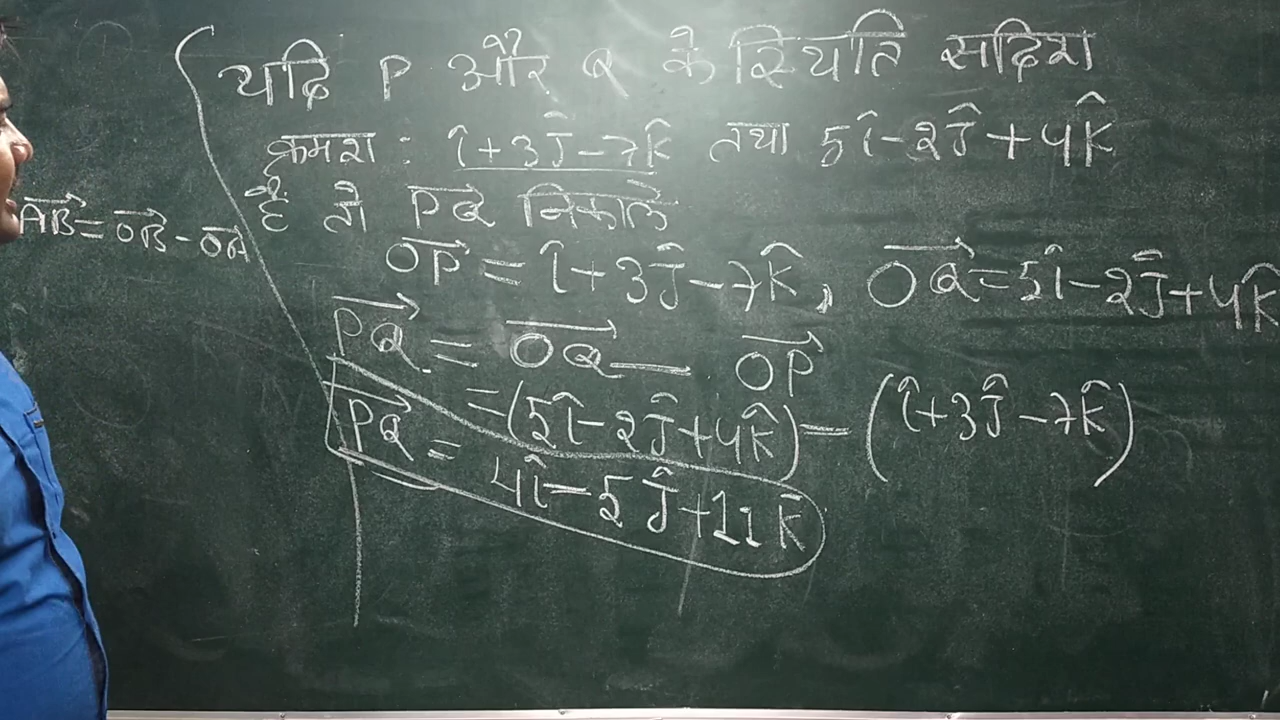 यदि P और Q के स्थिति सदिश
क्रमश: î+3ĵ-7k̂ तथा 5î-2ĵ+4k̂
हैं तो PQ⃗ निकाले
AB⃗=OB⃗-OA⃗
OP⃗ = î+3ĵ-7k̂, OQ⃗=5î-2ĵ+4k̂
PQ⃗ = OQ⃗ - OP⃗
=(5î-2ĵ+4k̂)-(î+3ĵ-7k̂)
PQ⃗ = 4î-5ĵ+11k̂